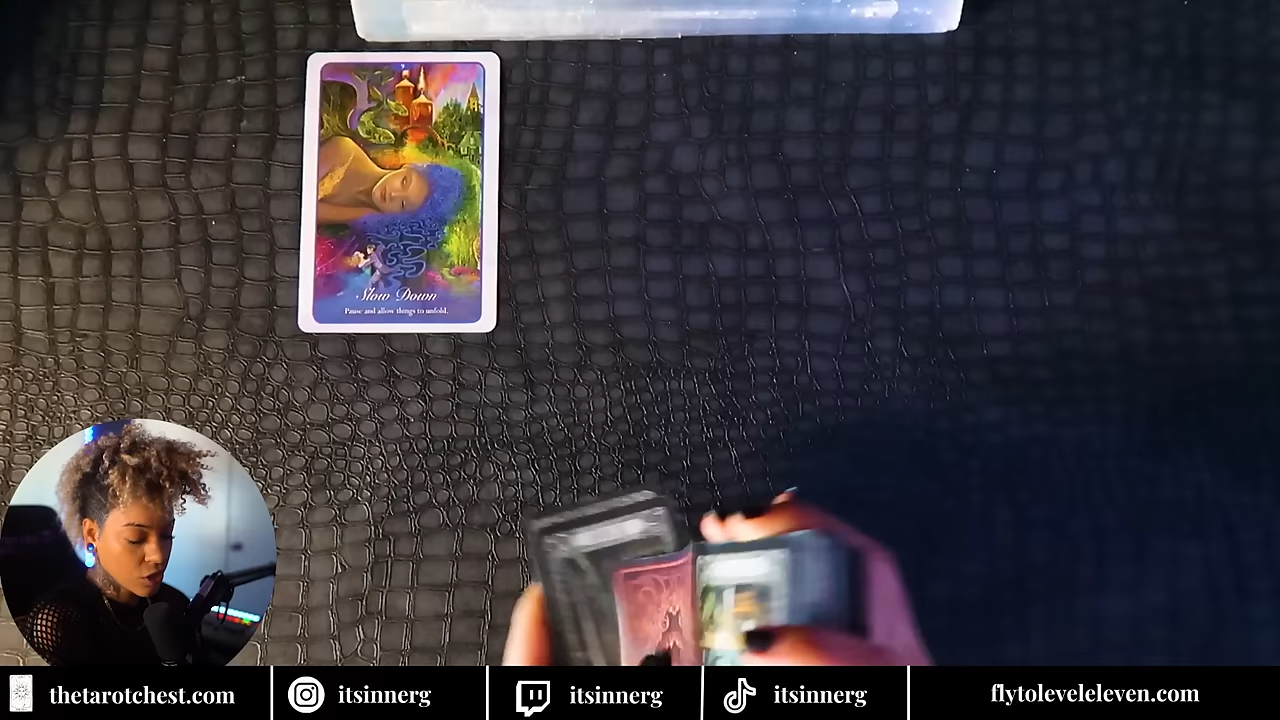 Slow Down
Pause and allow things to unfold.
thetarotchest.com
itsinnerg
itsinnerg
itsinnerg
flytoleveleleven.com